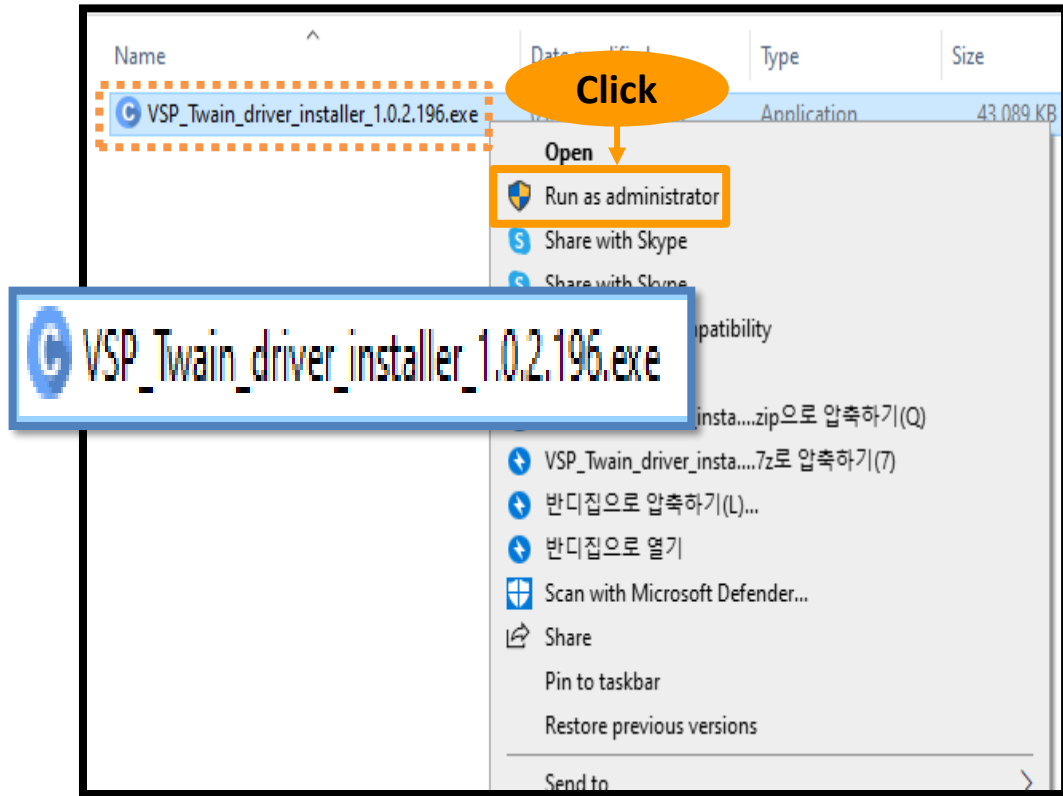 Name
Type
Size
Click
VSP_Twain_driver_installer_1.0.2.196.exe
Application
43,089 KB
Open
Run as administrator
Share with Skype
Share with Skype
VSP_Twain_driver_installer_1.0.2.196.exe
patibility
insta....zip으로 압축하기(Q)
VSP_Twain_driver_insta....7z로 압축하기(7)
반디집으로 압축하기(L)...
반디집으로 열기
Scan with Microsoft Defender...
Share
Pin to taskbar
Restore previous versions
Send to